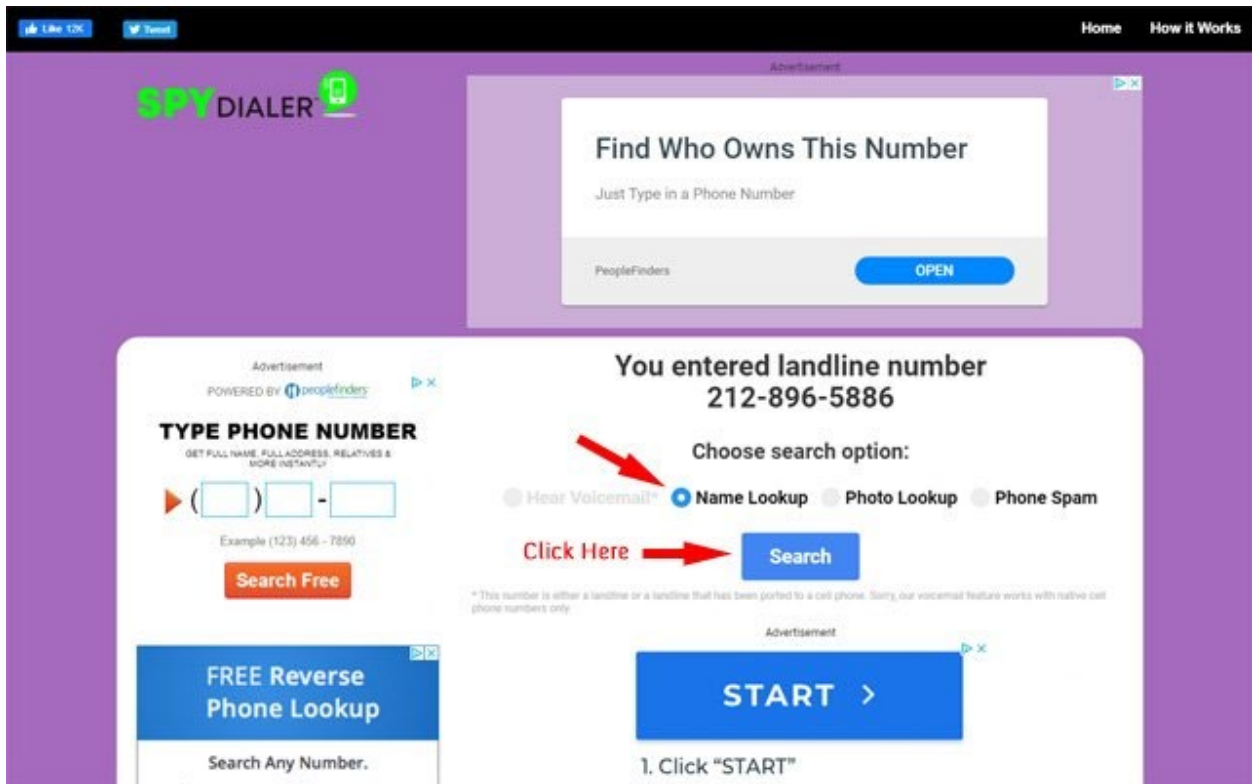 Like 12K
Tweet
Home
How it Works
SPYDIALER
Advertisement
Find Who Owns This Number
Just Type in a Phone Number
PeopleFinders
OPEN
Advertisement
POWERED BY peoplefinders
TYPE PHONE NUMBER
GET FULL NAME, FULL ADDRESS, RELATIVES &
MORE INSTANTLY
( ) -
Example (123) 456 - 7890
Search Free
FREE Reverse
Phone Lookup
Search Any Number.
You entered landline number
212-896-5886
Choose search option:
Hear Voicemail*
Name Lookup
Photo Lookup
Phone Spam
Click Here
Search
* This number is either a landline or a landline that has been ported to a cell phone. Sorry, our voicemail feature works with native cell
phone numbers only.
Advertisement
START >
1. Click “START”